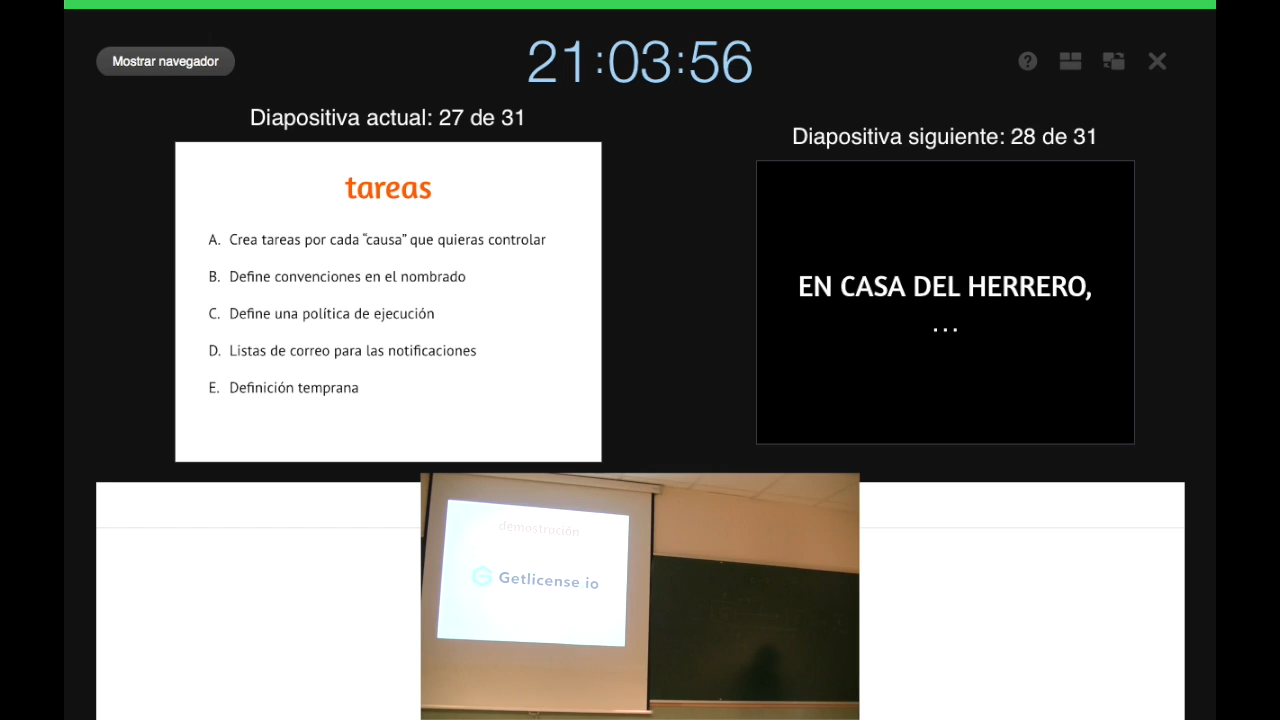 Mostrar navegador
21:03:56
Diapositiva actual: 27 de 31
Diapositiva siguiente: 28 de 31
tareas
A. Crea tareas por cada “causa” que quieras controlar
B. Define convenciones en el nombrado
C. Define una política de ejecución
D. Listas de correo para las notificaciones
E. Definición temprana
EN CASA DEL HERRERO,
...
demostración
Getlicense io